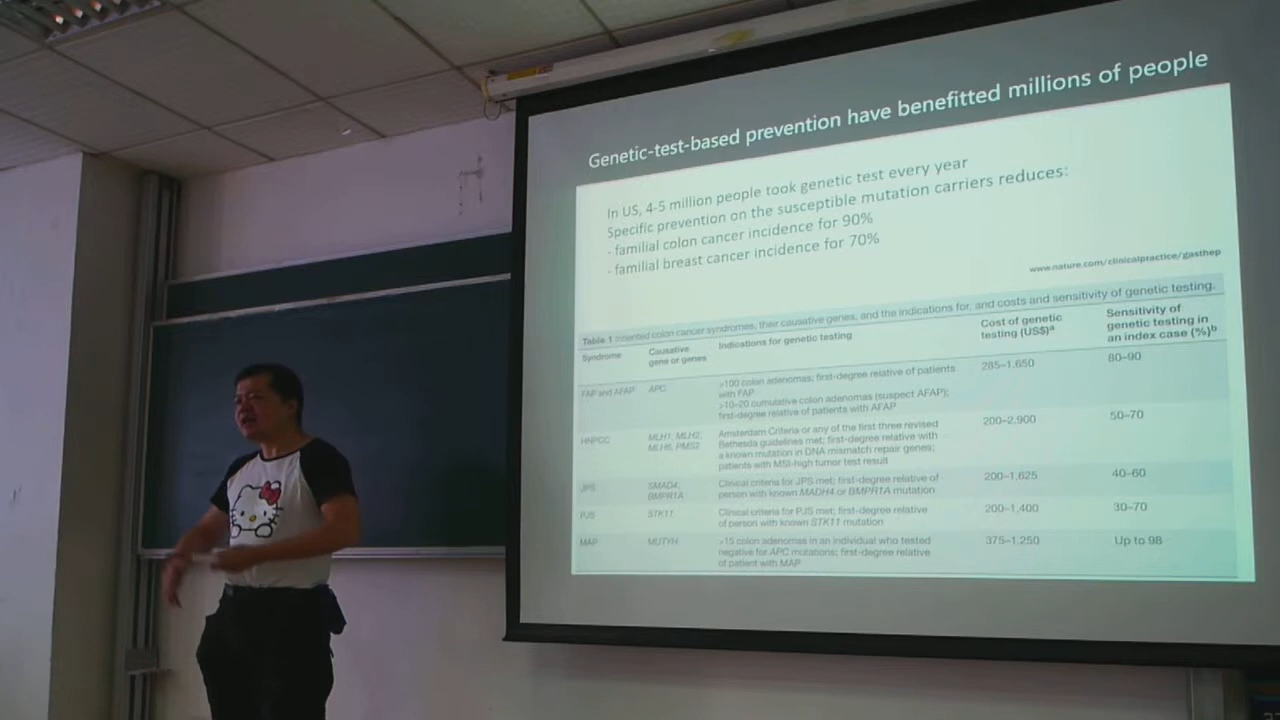 Genetic-test-based prevention have benefitted millions of people
In US, 4-5 million people took genetic test every year
Specific prevention on the susceptible mutation carriers reduces:
- familial colon cancer incidence for 90%
- familial breast cancer incidence for 70%
www.nature.com/clinicalpractice/gasthep
Table 1 Inherited colon cancer syndromes, their causative genes, and the indications for, and costs and sensitivity of genetic testing.
Syndrome
Causative
gene or genes
Indications for genetic testing
Cost of genetic
testing (US$)a
Sensitivity of
genetic testing in
an index case (%)b
FAP and AFAP
APC
>100 colon adenomas; first-degree relative of patients
with FAP
>10–20 cumulative colon adenomas (suspect AFAP);
first-degree relative of patients with AFAP
285–1,650
80–90
HNPCC
MLH1, MLH2,
MLH6, PMS2
Amsterdam Criteria or any of the first three revised
Bethesda guidelines met; first-degree relative with
a known mutation in DNA mismatch repair genes;
patients with MSI-high tumor test result
200–2,900
50–70
JPS
SMAD4,
BMPR1A
Clinical criteria for JPS met; first-degree relative of
person with known MADH4 or BMPR1A mutation
200–1,625
40–60
PJS
STK11
Clinical criteria for PJS met; first-degree relative
of person with known STK11 mutation
200–1,400
30–70
MAP
MUTYH
>15 colon adenomas in an individual who tested
negative for APC mutations; first-degree relative
of patient with MAP
375–1,250
Up to 98